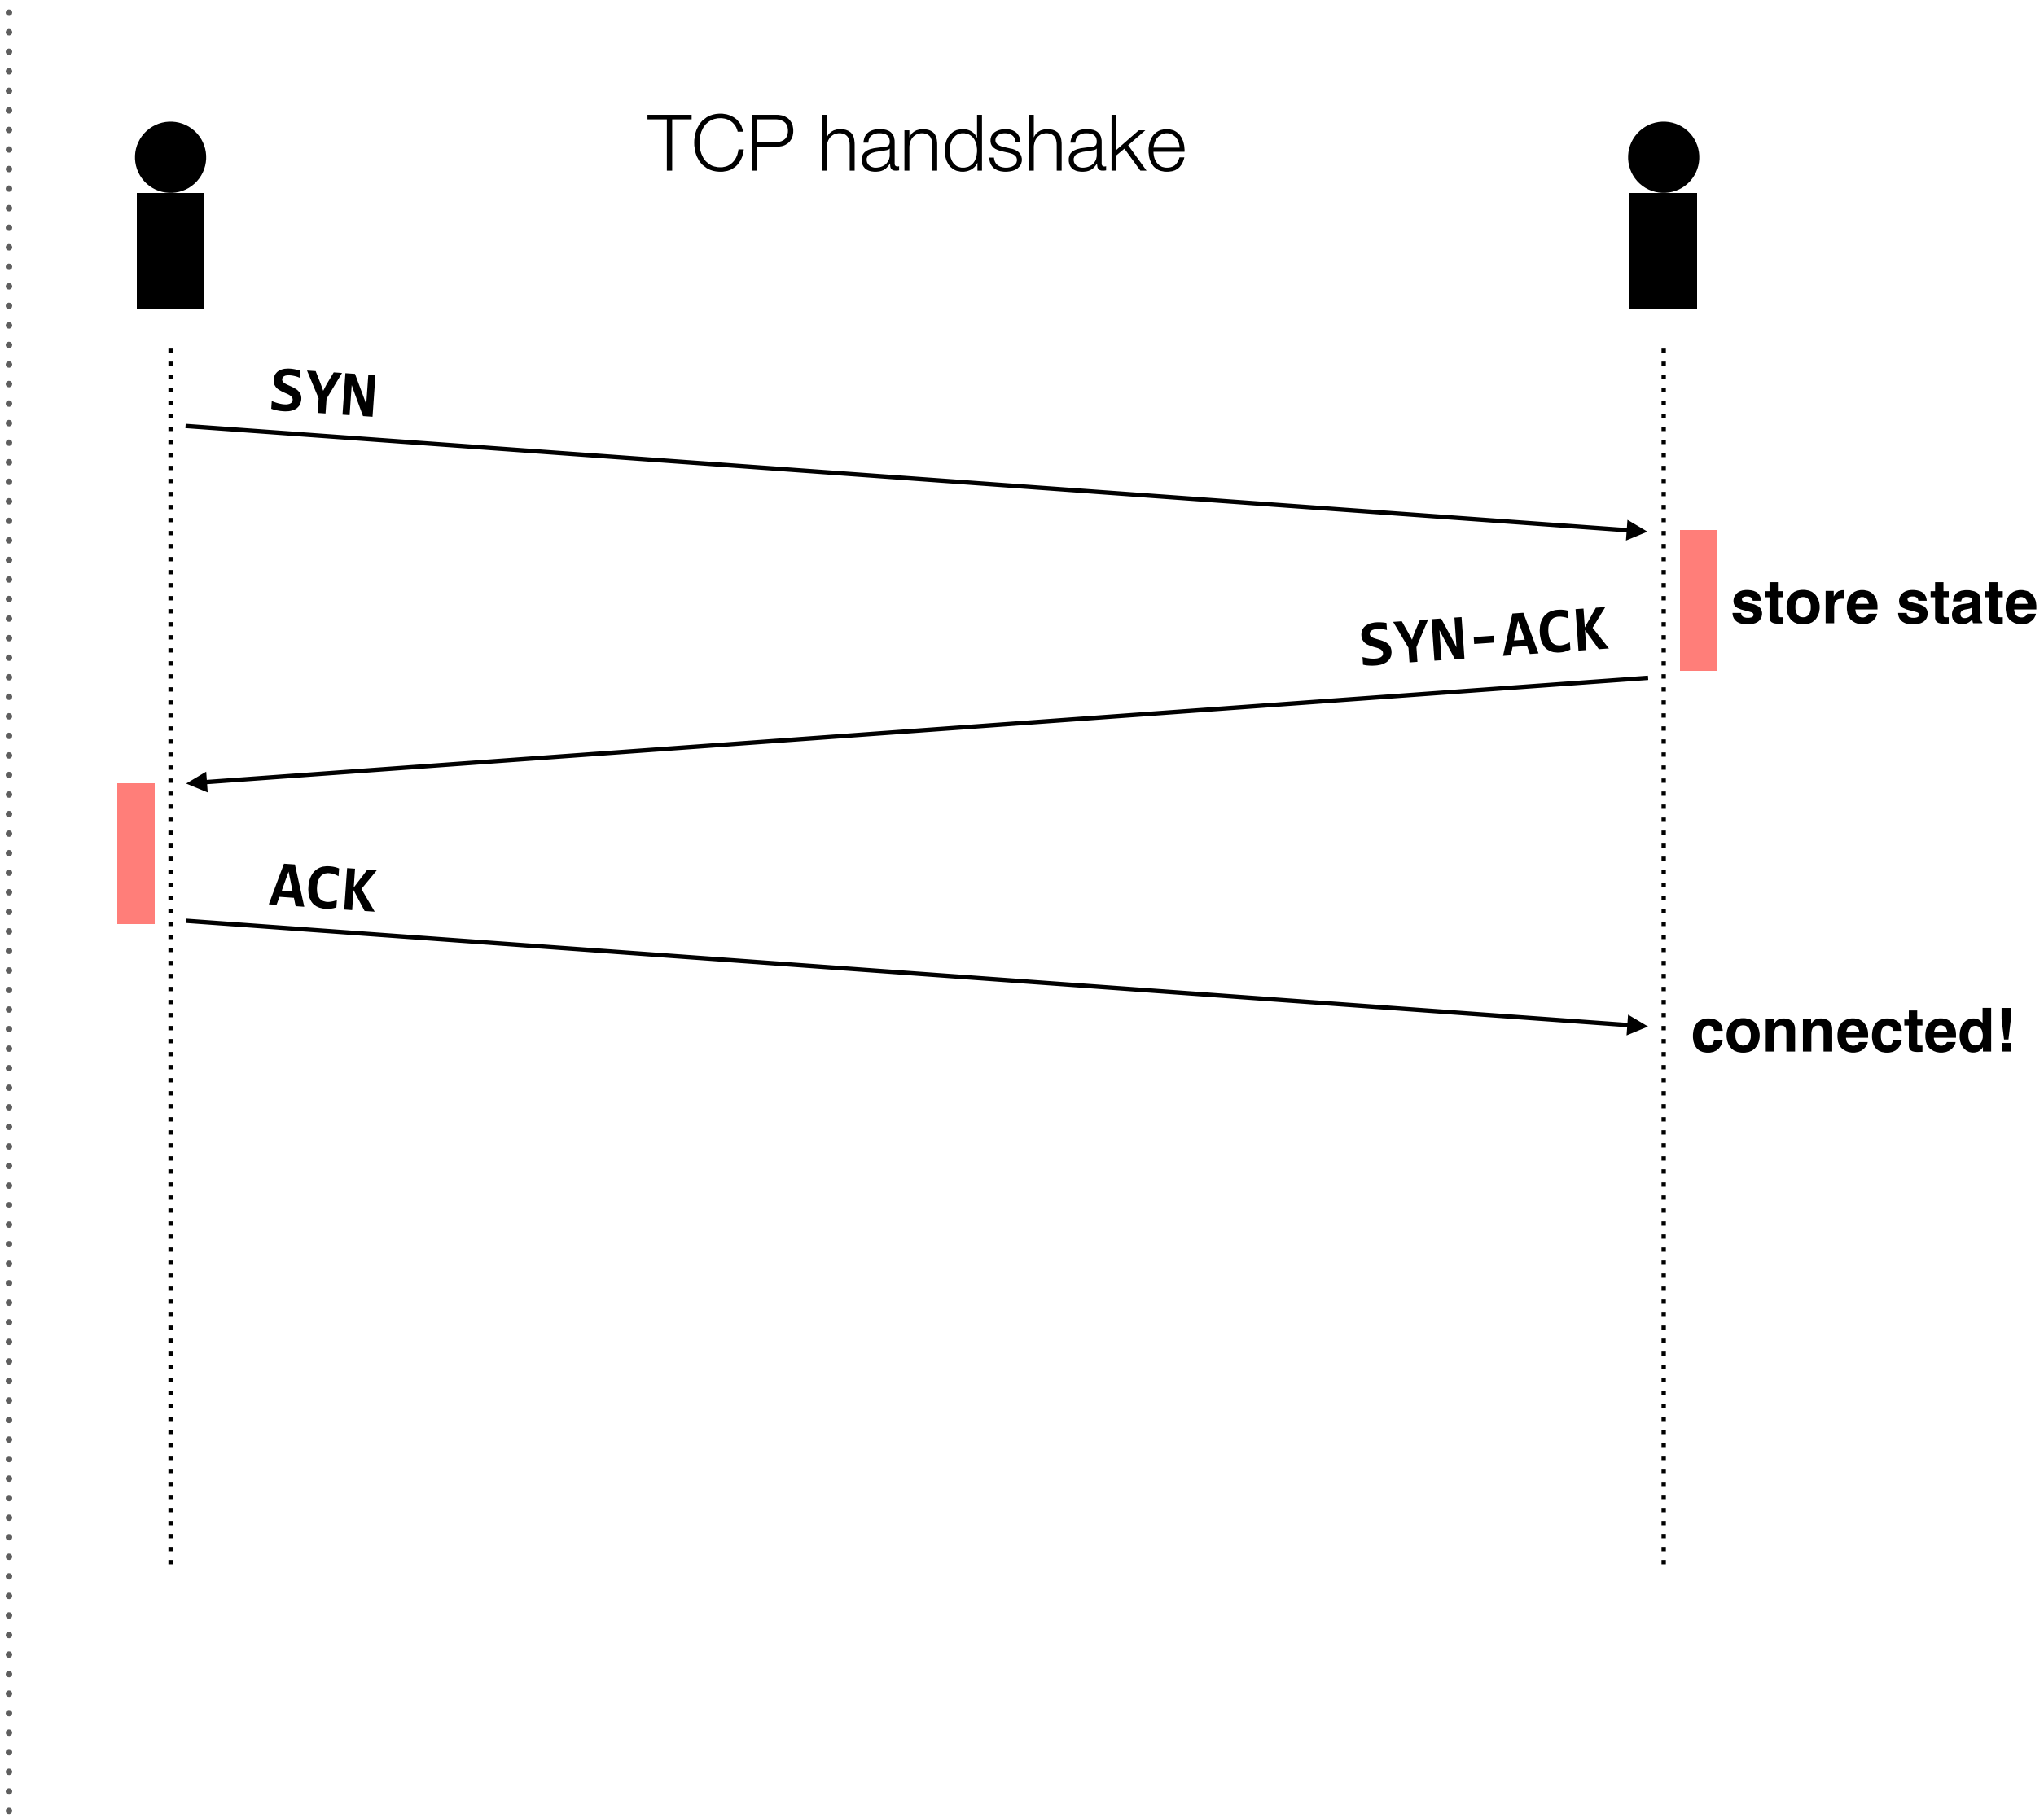 TCP handshake
SYN
store state
SYN-ACK
ACK
connected!